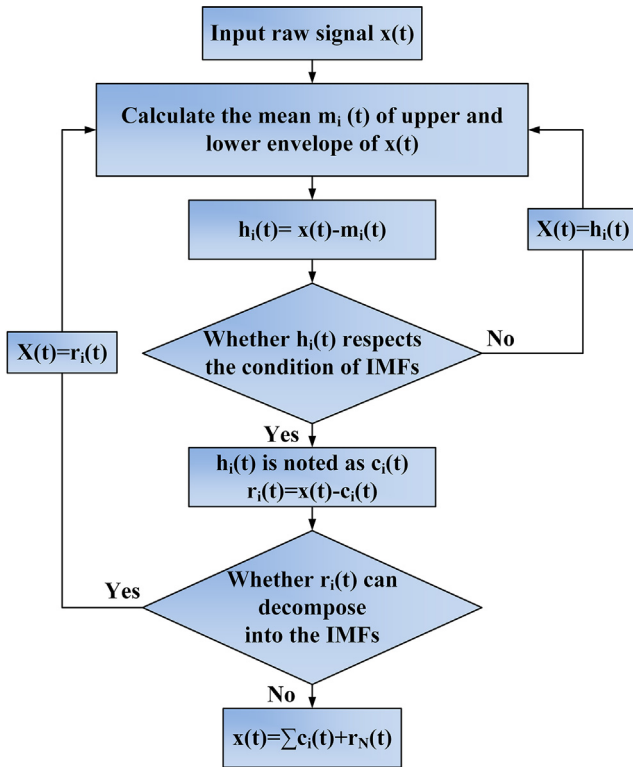 Input raw signal x(t)
Calculate the mean mᵢ (t) of upper and
lower envelope of x(t)
hᵢ(t)= x(t)-mᵢ(t)
X(t)=hᵢ(t)
Whether hᵢ(t) respects
the condition of IMFs
No
X(t)=rᵢ(t)
Yes
hᵢ(t) is noted as cᵢ(t)
rᵢ(t)=x(t)-cᵢ(t)
Whether rᵢ(t) can
decompose
into the IMFs
Yes
No
x(t)=∑cᵢ(t)+r_N(t)